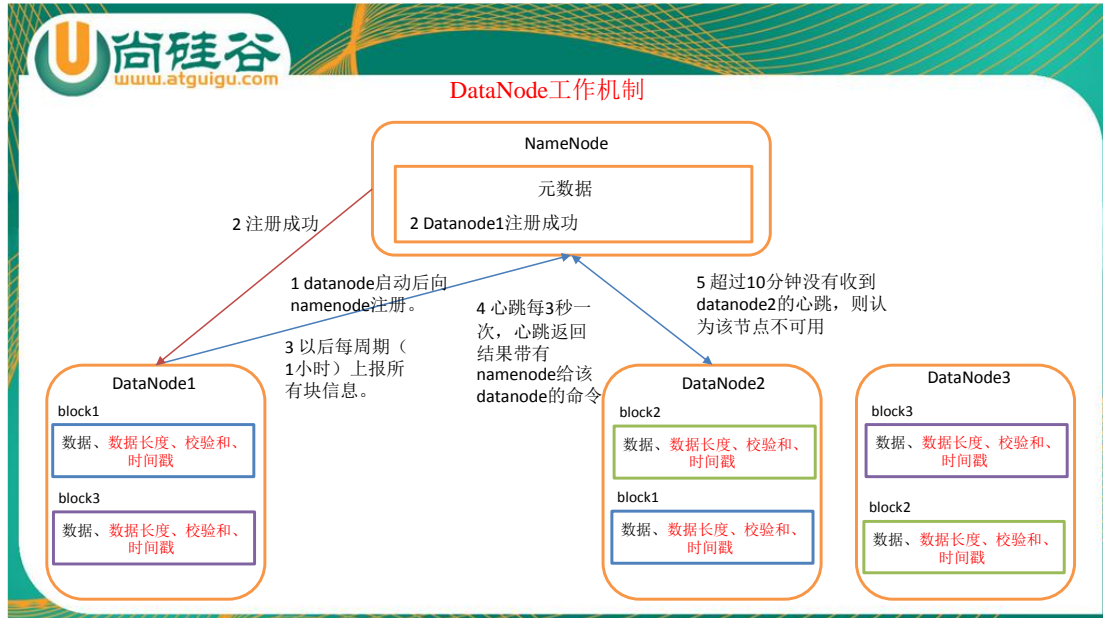 尚硅谷
www.atguigu.com
DataNode工作机制
NameNode
元数据
2 Datanode1注册成功
2 注册成功
1 datanode启动后向
namenode注册。
3 以后每周期（
1小时）上报所
有块信息。
4 心跳每3秒一
次，心跳返回
结果带有
namenode给该
datanode的命令
5 超过10分钟没有收到
datanode2的心跳，则认
为该节点不可用
DataNode1
block1
数据、数据长度、校验和、
时间戳
block3
数据、数据长度、校验和、
时间戳
DataNode2
block2
数据、数据长度、校验和、
时间戳
block1
数据、数据长度、校验和、
时间戳
DataNode3
block3
数据、数据长度、校验和、
时间戳
block2
数据、数据长度、校验和、
时间戳